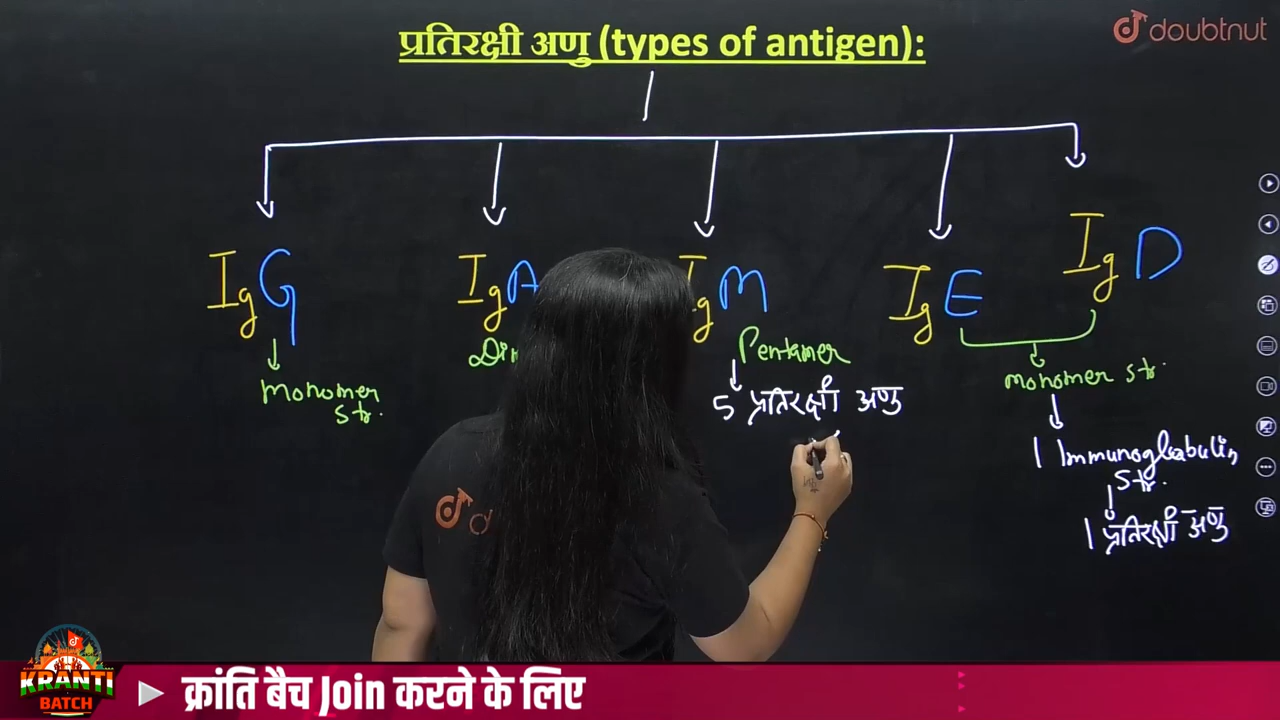 प्रतिरक्षी अणु (types of antigen):
doubtnut
IgG
IgA
IgM
IgE
IgD
Monomer
Str.
Pentamer
5 प्रतिरक्षी अणु
monomer str.
1 Immunoglobulin
Str.
1 प्रतिरक्षी अणु
KRANTI
BATCH
क्रांति बैच Join करने के लिए